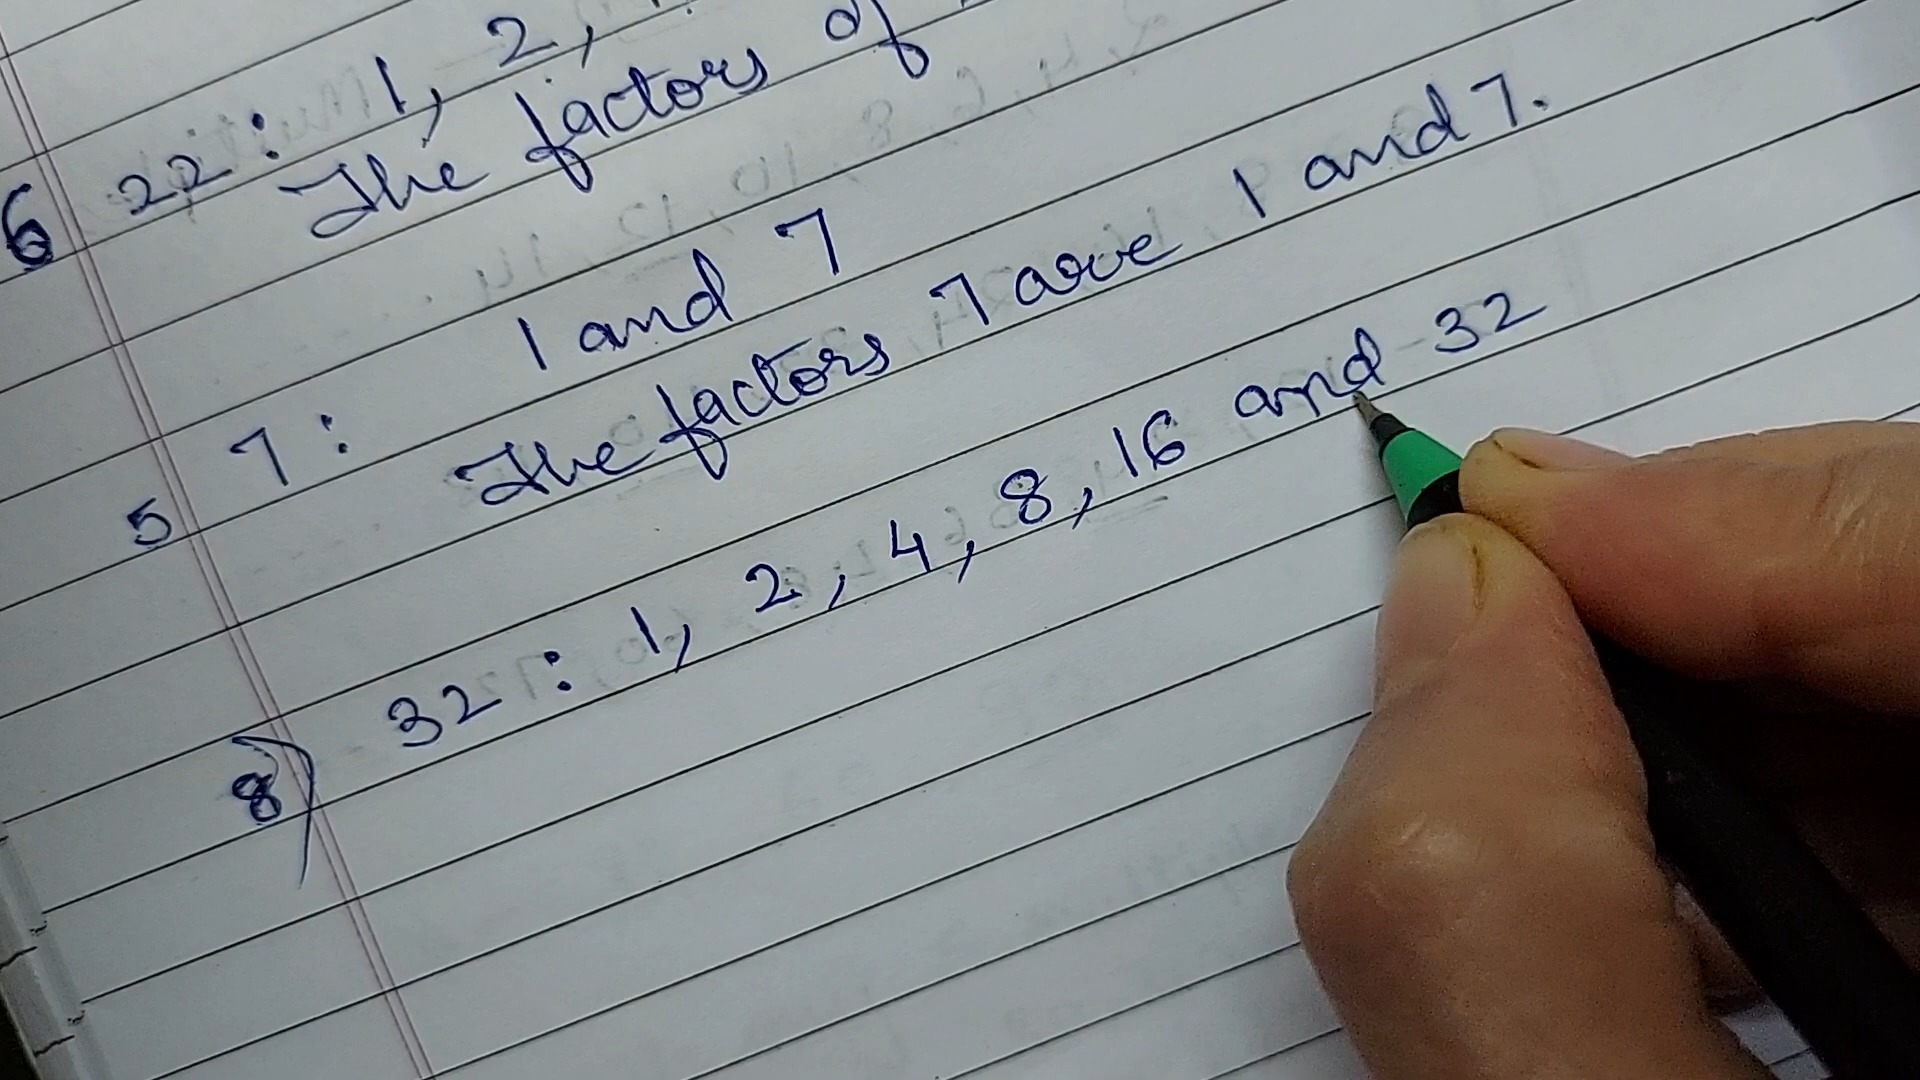 6 22 : 1, 2,
The factors of
5 7 : 1 and 7
The factors 7 are 1 and 7.
8) 32 : 1, 2, 4, 8, 16 and 32